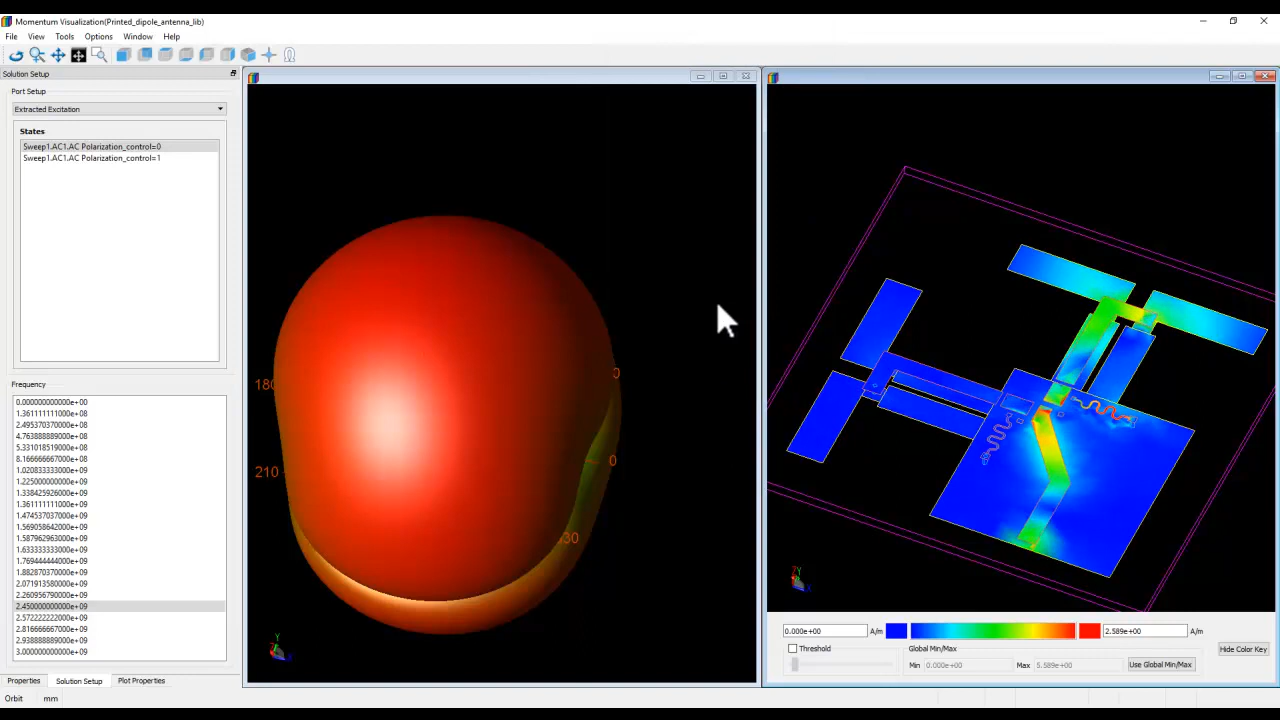 Momentum Visualization(Printed_dipole_antenna_lib)
File View Tools Options Window Help
Solution Setup
Port Setup
Extracted Excitation
States
Sweep1.AC1.AC Polarization_control=0
Sweep1.AC1.AC Polarization_control=1
Frequency
0.000000000000e+00
1.361111111000e+08
2.495370370000e+08
4.763888889000e+08
5.331018519000e+08
8.166666667000e+08
1.020833333000e+09
1.225000000000e+09
1.338425926000e+09
1.361111111000e+09
1.474537037000e+09
1.569058642000e+09
1.587962963000e+09
1.633333333000e+09
1.769444444000e+09
1.882870370000e+09
2.071913580000e+09
2.260956790000e+09
2.450000000000e+09
2.572222222000e+09
2.816666667000e+09
2.938888889000e+09
3.000000000000e+09
Properties Solution Setup Plot Properties
Orbit mm
180
210
0
0
30
Y
Z
0.000e+00 A/m 2.589e+00 A/m
Threshold Global Min/Max Hide Color Key
Min 0.000e+00 Max 5.589e+00 Use Global Min/Max